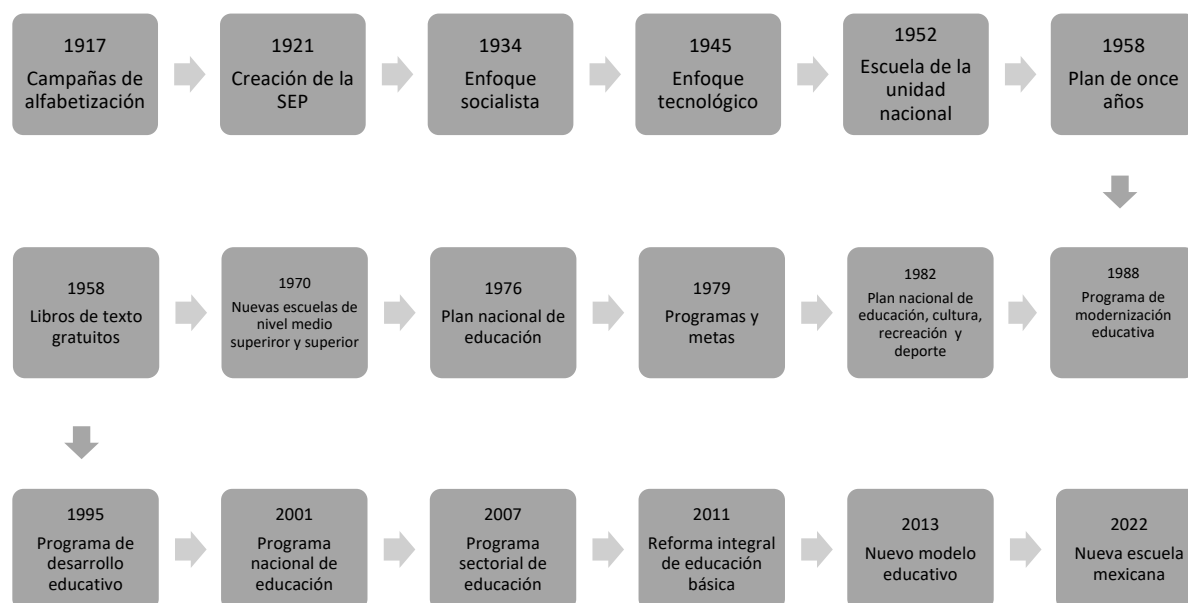 1917
Campañas de
alfabetización
1921
Creación de la
SEP
1934
Enfoque
socialista
1945
Enfoque
tecnológico
1952
Escuela de la
unidad
nacional
1958
Plan de once
años
1958
Libros de texto
gratuitos
1970
Nuevas escuelas de
nivel medio
superiror y superior
1976
Plan nacional de
educación
1979
Programas y
metas
1982
Plan nacional de
educación, cultura,
recreación y
deporte
1988
Programa de
modernización
educativa
1995
Programa de
desarrollo
educativo
2001
Programa
nacional de
educación
2007
Programa
sectorial de
educación
2011
Reforma integral
de educación
básica
2013
Nuevo modelo
educativo
2022
Nueva escuela
mexicana